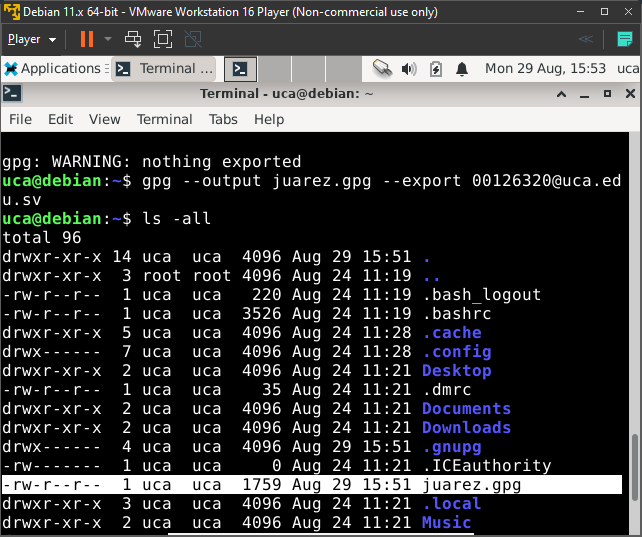 Debian 11.x 64-bit - VMware Workstation 16 Player (Non-commercial use only)
Player
Applications
Terminal ...
Mon 29 Aug, 15:53
uca
Terminal - uca@debian: ~
File Edit View Terminal Tabs Help
gpg: WARNING: nothing exported
uca@debian:~$ gpg --output juarez.gpg --export 00126320@uca.ed
u.sv
uca@debian:~$ ls -all
total 96
drwxr-xr-x 14 uca  uca  4096 Aug 29 15:51 .
drwxr-xr-x  3 root root 4096 Aug 24 11:19 ..
-rw-r--r--  1 uca  uca   220 Aug 24 11:19 .bash_logout
-rw-r--r--  1 uca  uca  3526 Aug 24 11:19 .bashrc
drwxr-xr-x  5 uca  uca  4096 Aug 24 11:28 .cache
drwx------  7 uca  uca  4096 Aug 24 11:28 .config
drwxr-xr-x  2 uca  uca  4096 Aug 24 11:21 Desktop
-rw-r--r--  1 uca  uca    35 Aug 24 11:21 .dmrc
drwxr-xr-x  2 uca  uca  4096 Aug 24 11:21 Documents
drwxr-xr-x  2 uca  uca  4096 Aug 24 11:21 Downloads
drwx------  4 uca  uca  4096 Aug 29 15:51 .gnupg
-rw-------  1 uca  uca     0 Aug 24 11:21 .ICEauthority
-rw-r--r--  1 uca  uca  1759 Aug 29 15:51 juarez.gpg
drwxr-xr-x  3 uca  uca  4096 Aug 24 11:21 .local
drwxr-xr-x  2 uca  uca  4096 Aug 24 11:21 Music